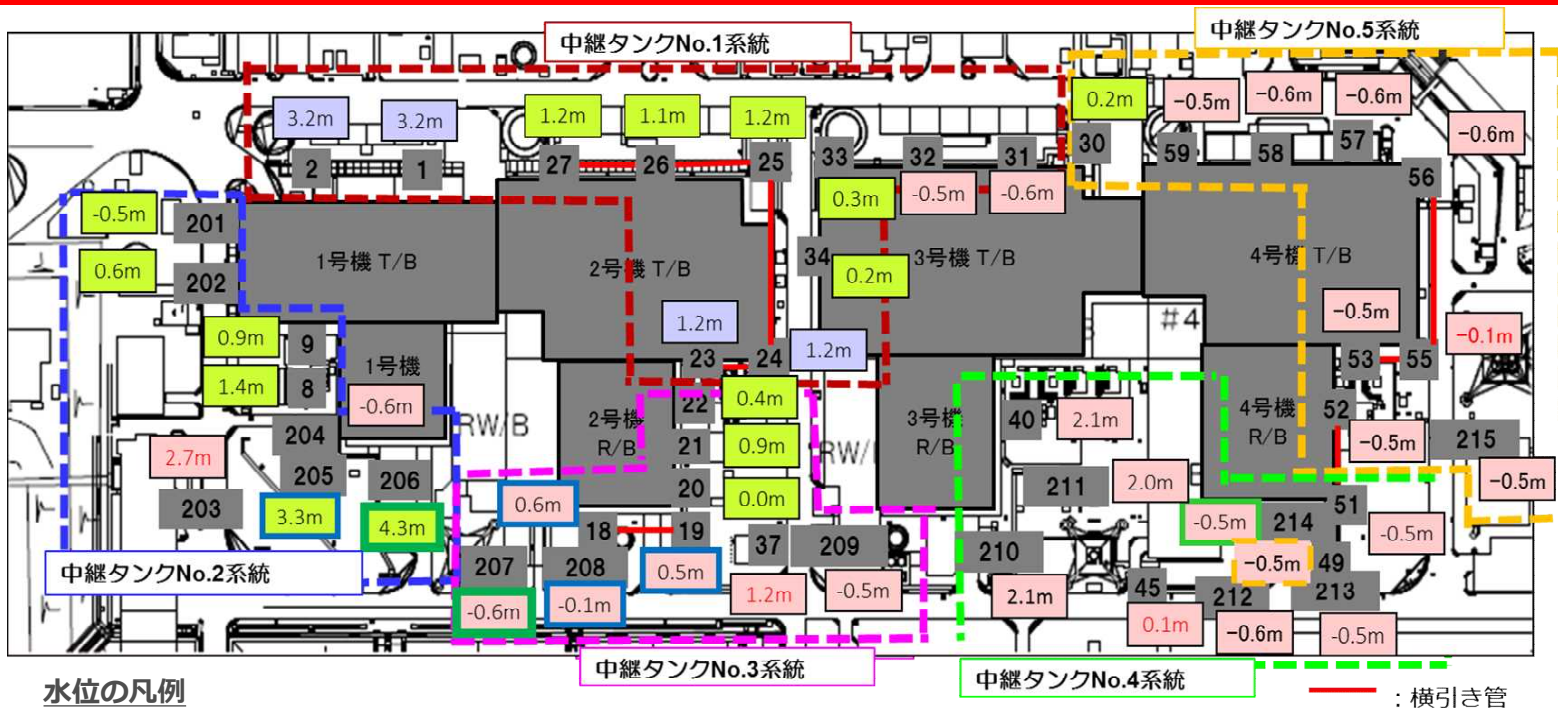 中継タンクNo.1系統
中継タンクNo.5系統
3.2m
3.2m
1.2m
1.1m
1.2m
0.2m
-0.5m
-0.6m
-0.6m
-0.6m
2
1
27
26
25
33
32
31
30
59
58
57
56
-0.5m
201
0.3m
-0.5m
-0.6m
0.6m
202
1号機 T/B
2号機 T/B
34
3号機 T/B
0.2m
4号機 T/B
0.9m
9
1.2m
1.2m
#4
-0.5m
-0.1m
1.4m
8
1号機
-0.6m
23
24
53
55
RW/B
2号機
R/B
22
0.4m
3号機
R/B
40
2.1m
4号機
R/B
52
-0.5m
215
204
2.7m
205
206
21
0.9m
RW/
211
2.0m
-0.5m
203
3.3m
4.3m
0.6m
20
0.0m
-0.5m
214
51
-0.5m
18
19
37
209
210
中継タンクNo.2系統
207
208
0.5m
-0.5m
49
-0.6m
-0.1m
1.2m
-0.5m
2.1m
45
212
213
0.1m
-0.6m
-0.5m
中継タンクNo.3系統
中継タンクNo.4系統
水位の凡例
：横引き管